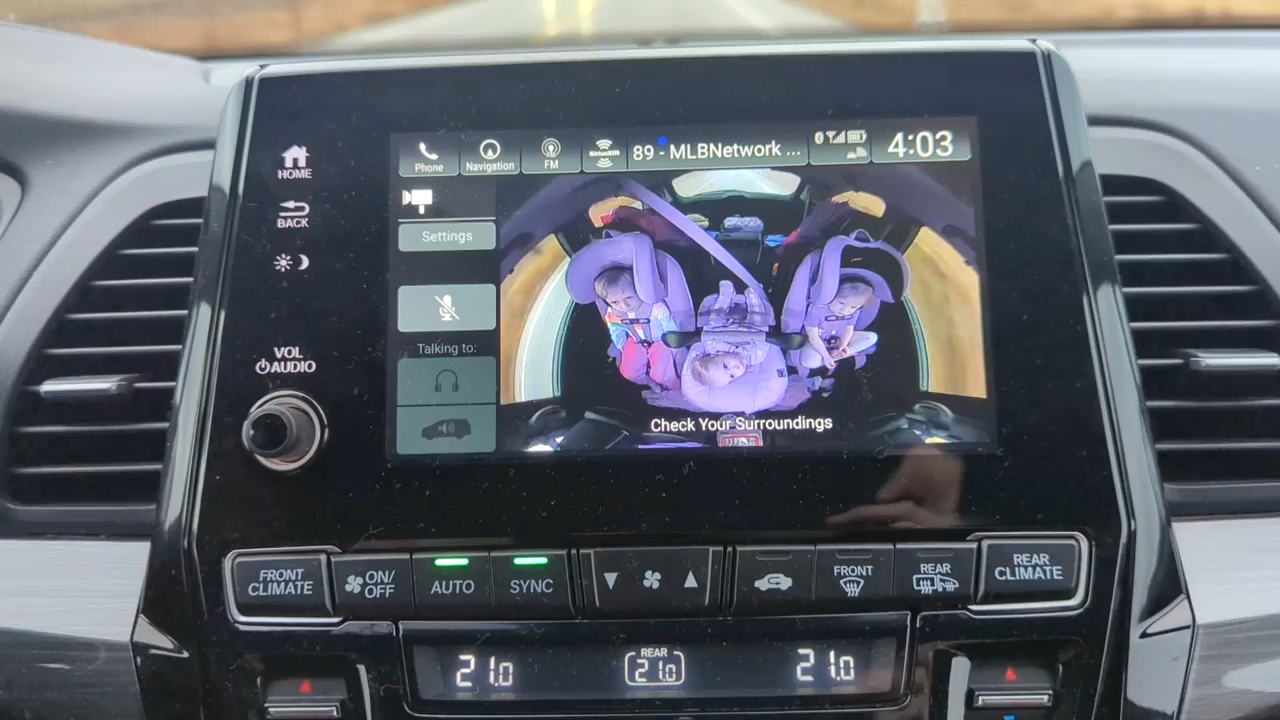 HOME
BACK
VOL
AUDIO
Phone
Navigation
FM
SiriusXM
89 - MLBNetwork ...
4:03
Settings
Talking to:
Check Your Surroundings
FRONT
CLIMATE
ON/
OFF
AUTO
SYNC
FRONT
REAR
REAR
CLIMATE
21.0
REAR
21.0
21.0